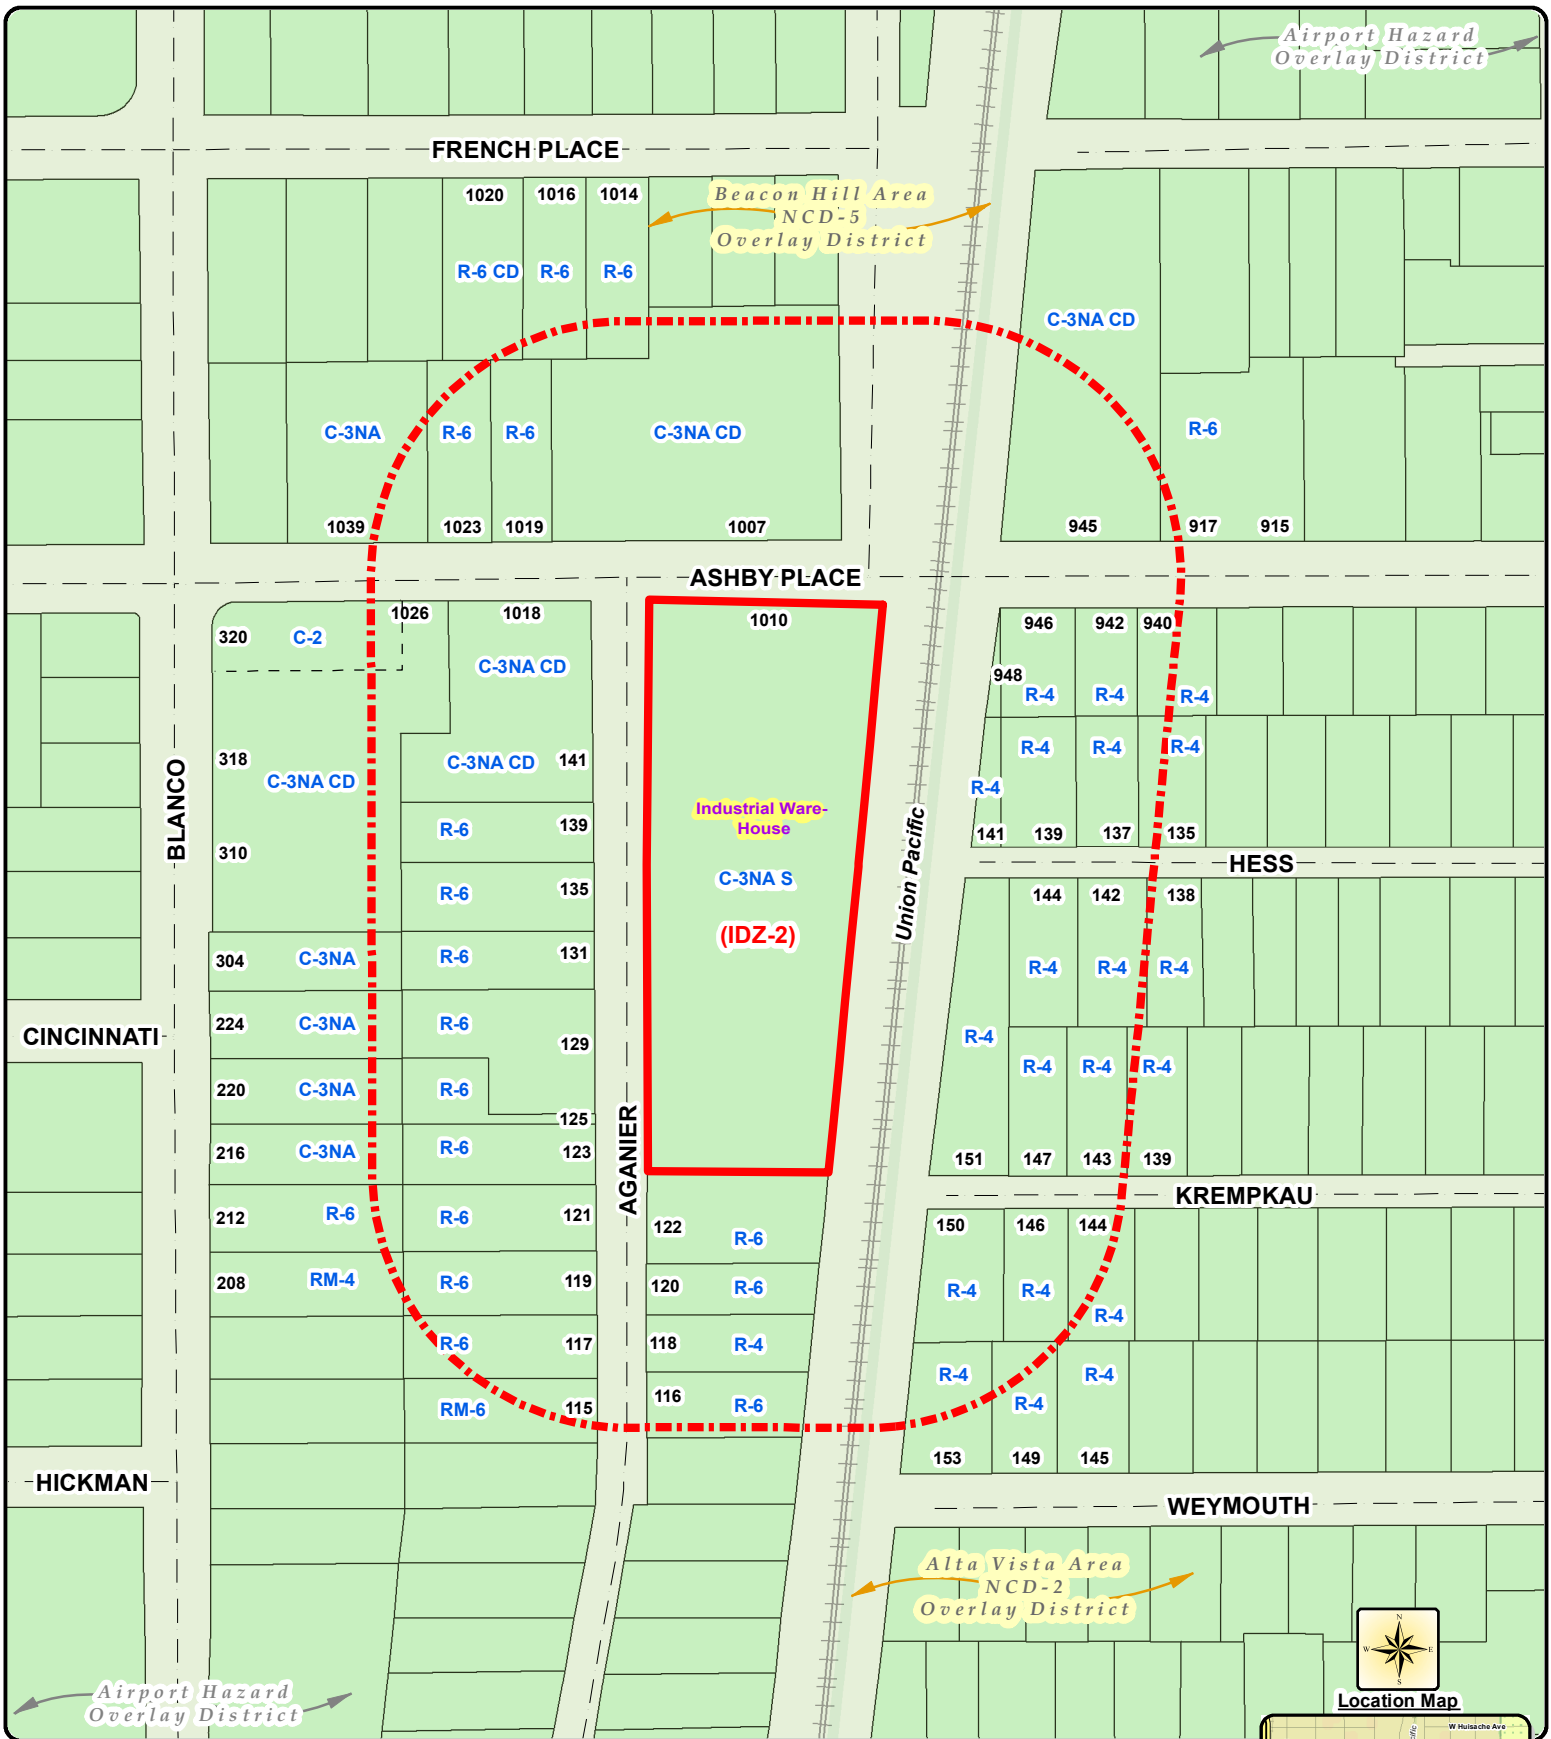 Airport Hazard
Overlay District
FRENCH PLACE
1020
1016
1014
Beacon Hill Area
NCD-5
Overlay District
R-6 CD
R-6
R-6
C-3NA CD
C-3NA
R-6
R-6
C-3NA CD
R-6
1039
1023
1019
1007
945
917
915
ASHBY PLACE
320
C-2
1026
1018
1010
946
942
940
C-3NA CD
948
R-4
R-4
R-4
318
C-3NA CD
C-3NA CD
141
R-4
R-4
R-4
R-4
BLANCO
Industrial Ware-
House
310
R-6
139
141
139
137
135
Union Pacific
HESS
R-6
135
C-3NA S
144
142
138
(IDZ-2)
304
C-3NA
R-6
131
R-4
R-4
R-4
CINCINNATI
224
C-3NA
R-6
129
R-4
220
C-3NA
R-6
R-4
R-4
R-4
125
216
C-3NA
R-6
123
151
147
143
139
AGANIER
KREMPKAU
212
R-6
R-6
121
122
R-6
150
146
144
208
RM-4
R-6
119
120
R-6
R-4
R-4
R-4
R-6
117
118
R-4
R-4
R-4
R-4
RM-6
115
116
R-6
153
149
145
HICKMAN
WEYMOUTH
Alta Vista Area
NCD-2
Overlay District
N
W
E
S
Airport Hazard
Overlay District
Location Map
W Huisache Ave